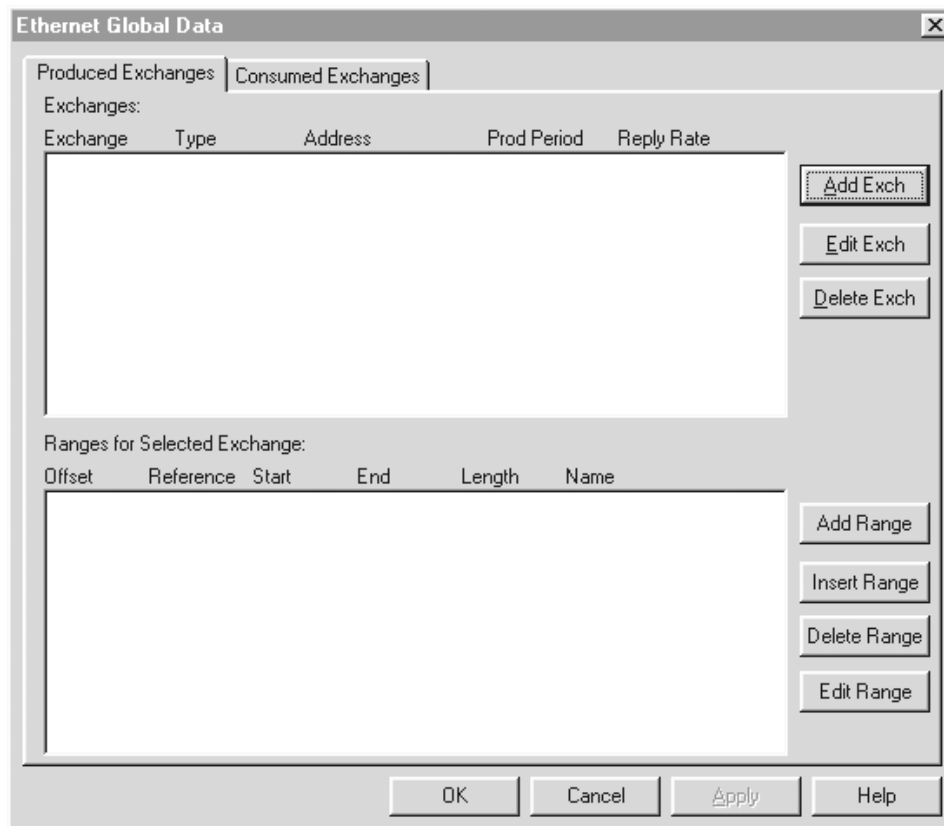 Ethernet Global Data
Produced Exchanges Consumed Exchanges
Exchanges:
Exchange Type Address Prod Period Reply Rate
Add Exch
Edit Exch
Delete Exch
Ranges for Selected Exchange:
Offset Reference Start End Length Name
Add Range
Insert Range
Delete Range
Edit Range
OK Cancel Apply Help